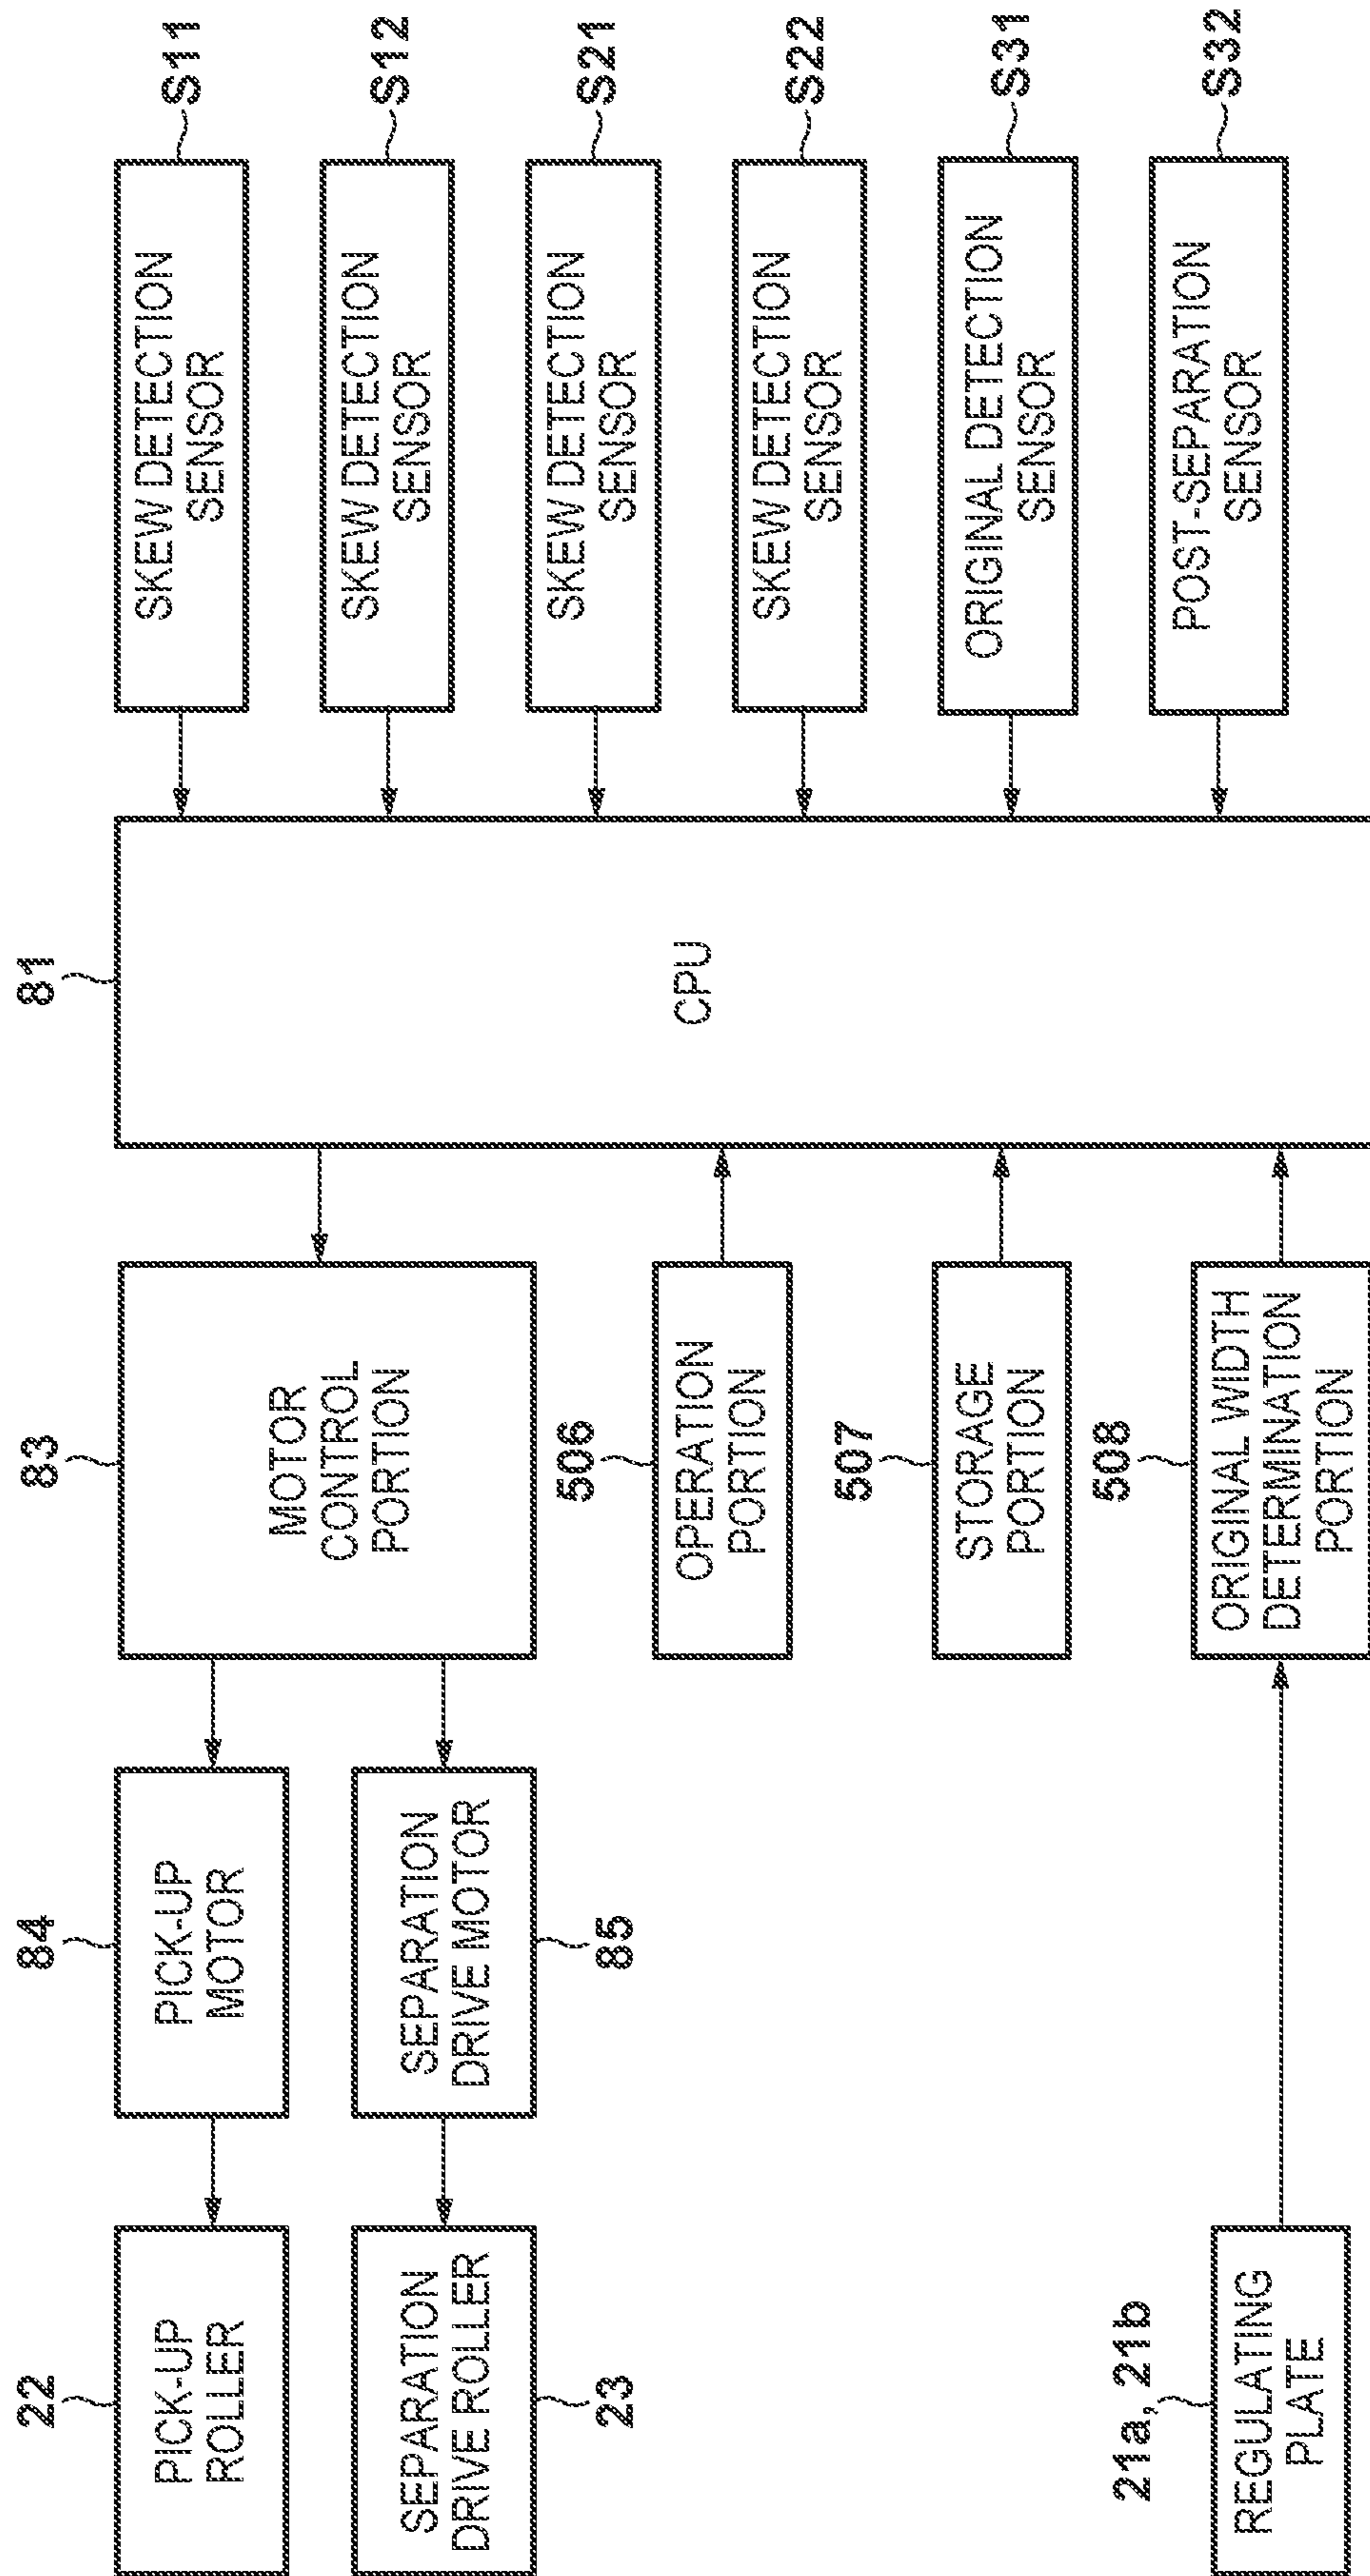 22
PICK-UP
ROLLER
84
PICK-UP
MOTOR
83
MOTOR
CONTROL
PORTION
81
CPU
SKEW DETECTION
SENSOR
S11
SKEW DETECTION
SENSOR
S12
SKEW DETECTION
SENSOR
S21
SKEW DETECTION
SENSOR
S22
ORIGINAL DETECTION
SENSOR
S31
POST-SEPARATION
SENSOR
S32
SEPARATION
DRIVE ROLLER
23
SEPARATION
DRIVE MOTOR
85
506
OPERATION
PORTION
507
STORAGE
PORTION
508
ORIGINAL WIDTH
DETERMINATION
PORTION
21a, 21b
REGULATING
PLATE